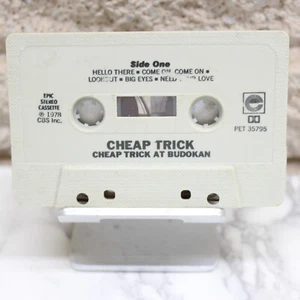 Side One
HELLO THERE • COME ON, COME ON •
LOOKOUT • BIG EYES • NEED YOUR LOVE
EPIC
STEREO
CASSETTE
℗ 1978
CBS Inc.
PET 35795
CHEAP TRICK
CHEAP TRICK AT BUDOKAN